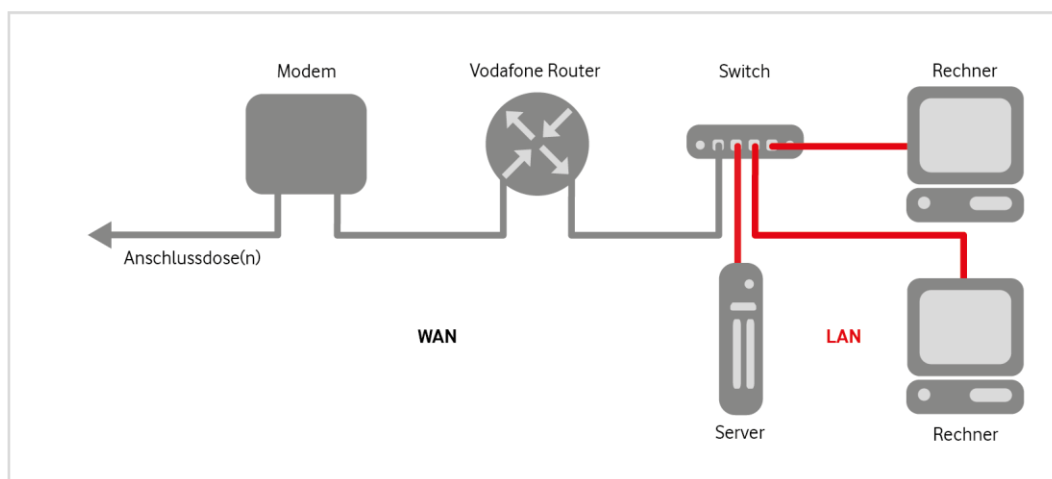 Modem
Vodafone Router
Switch
Rechner
Anschlussdose(n)
WAN
LAN
Server
Rechner